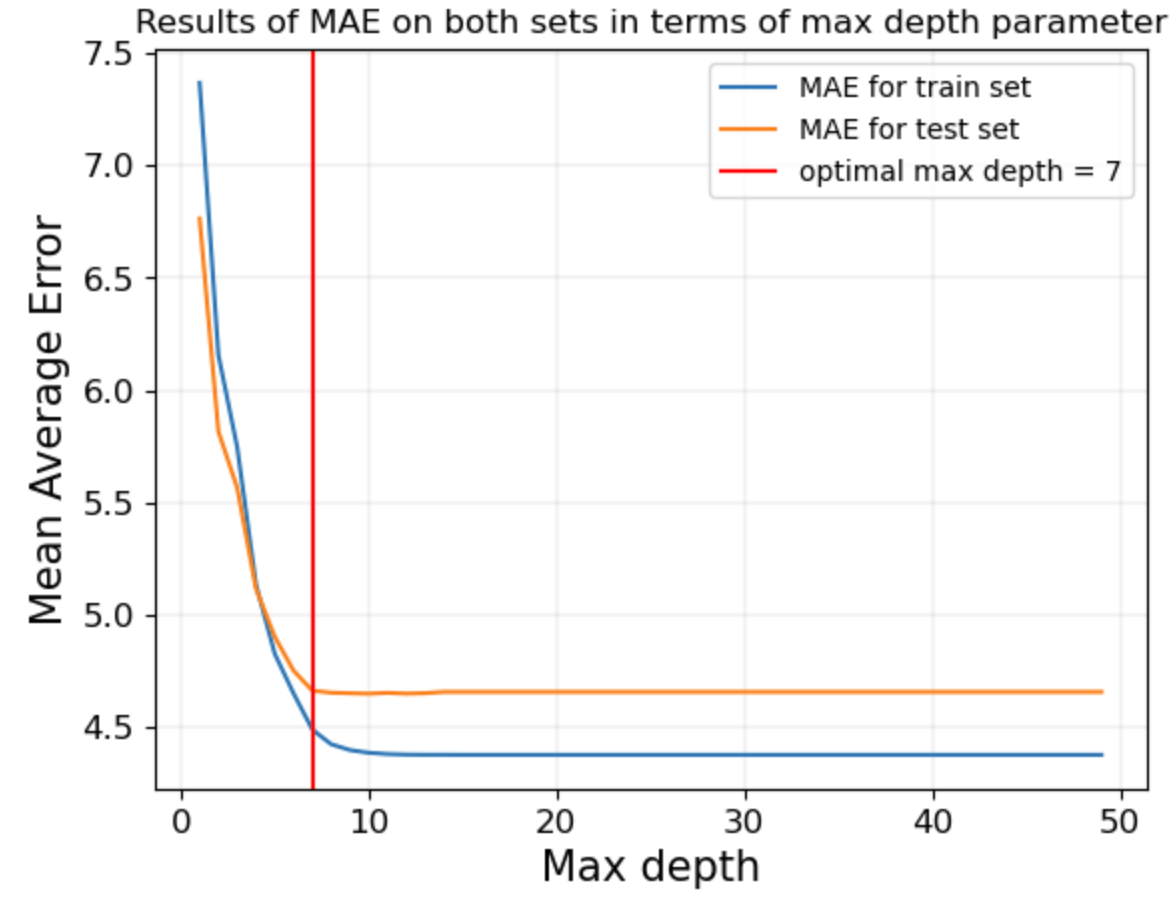 Results of MAE on both sets in terms of max depth parameter
7.5
7.0
6.5
6.0
5.5
5.0
4.5
Mean Average Error
MAE for train set
MAE for test set
optimal max depth = 7
0 10 20 30 40 50
Max depth